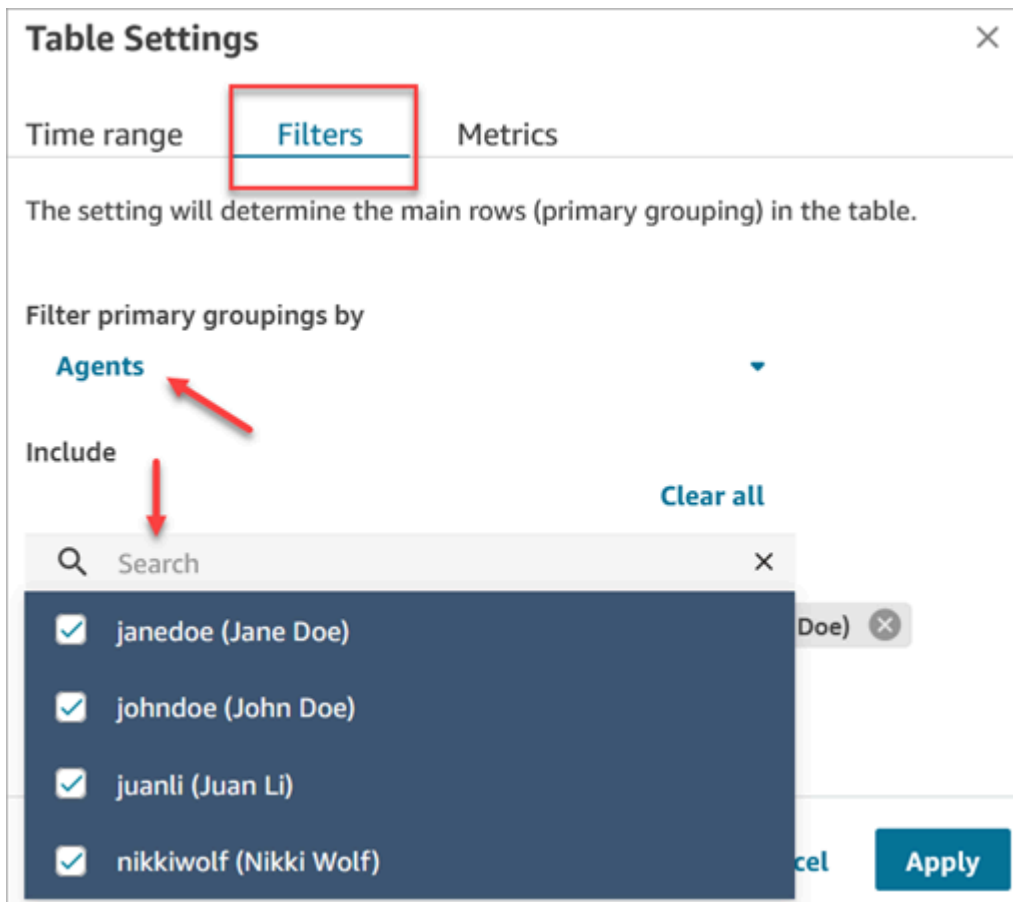 Table Settings
Time range Filters Metrics
The setting will determine the main rows (primary grouping) in the table.
Filter primary groupings by
Agents
Include
Clear all
Search
janedoe (Jane Doe)
Doe)
johndoe (John Doe)
juanli (Juan Li)
nikkiwolf (Nikki Wolf)
cel Apply